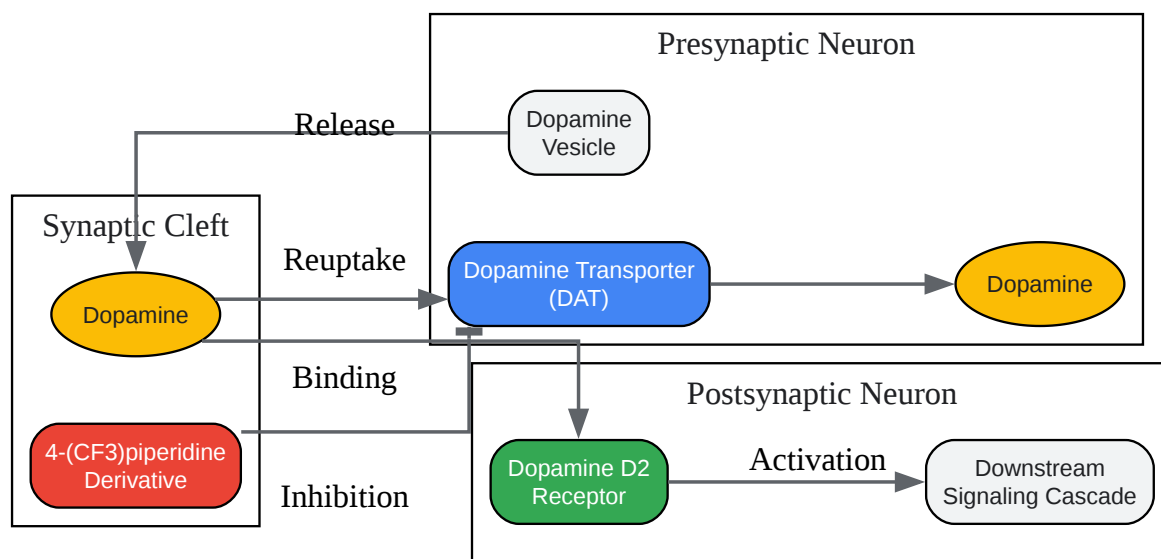 Presynaptic Neuron
Dopamine
Vesicle
Release
Synaptic Cleft
Reuptake
Dopamine Transporter
(DAT)
Dopamine
Dopamine
Binding
Postsynaptic Neuron
4-(CF3)piperidine
Derivative
Inhibition
Dopamine D2
Receptor
Activation
Downstream
Signaling Cascade